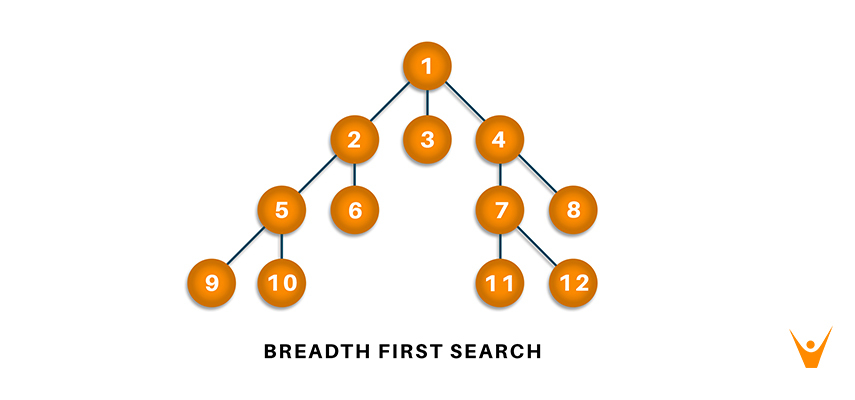 1
2 3 4
5 6 7 8
9 10 11 12
BREADTH FIRST SEARCH